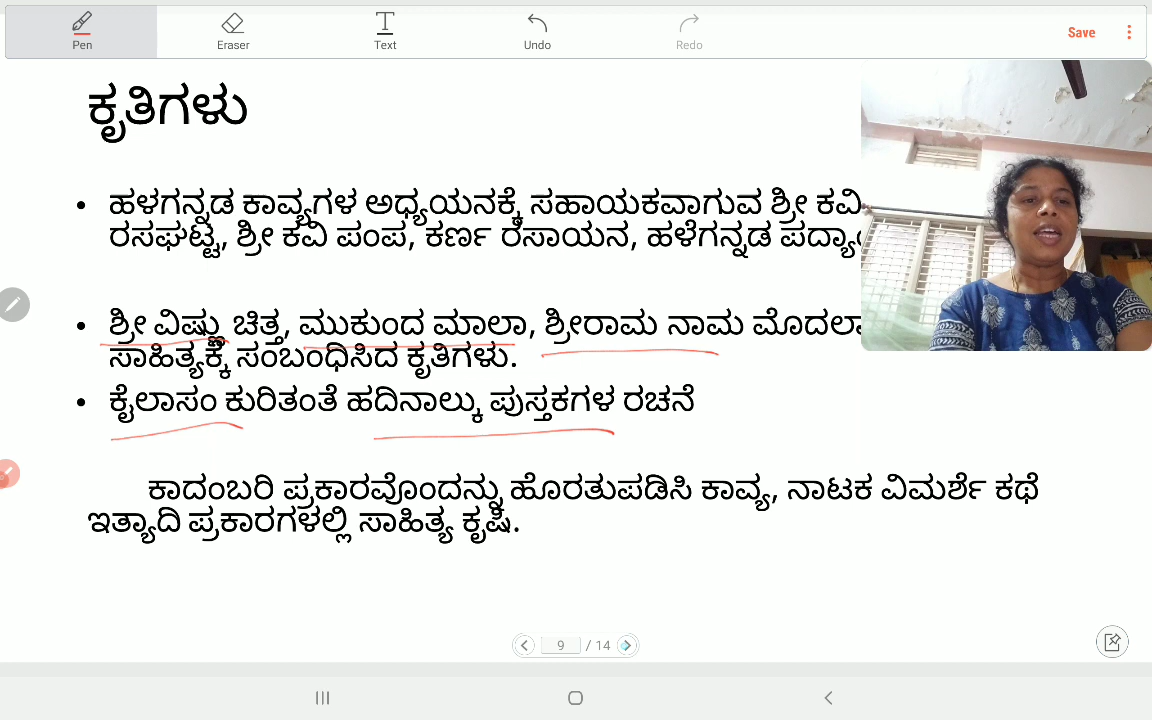 Pen
Eraser
Text
Undo
Redo
Save
ಕೃತಿಗಳು
• ಹಳಗನ್ನಡ ಕಾವ್ಯಗಳ ಅಧ್ಯಯನಕ್ಕೆ ಸಹಾಯಕವಾಗುವ ಶ್ರೀ ಕವಿ
ರಸಘಟ್ಟ, ಶ್ರೀ ಕವಿ ಪಂಪ, ಕರ್ಣ ರಸಾಯನ, ಹಳೆಗನ್ನಡ
• ಶ್ರೀ ವಿಷ್ಣು ಚಿತ್ತ, ಮುಕುಂದ ಮಾಲಾ, ಶ್ರೀರಾಮ ನಾಮ
ಸಾಹಿತ್ಯಕ್ಕೆ ಸಂಬಂಧಿಸಿದ ಕೃತಿಗಳು.
• ಕೈಲಾಸಂ ಕುರಿತಂತೆ ಹದಿನಾಲ್ಕು ಪುಸ್ತಕಗಳ ರಚನೆ
ಕಾದಂಬರಿ ಪ್ರಕಾರವೊಂದನ್ನು ಹೊರತುಪಡಿಸಿ ಕಾವ್ಯ, ನಾಟಕ ವಿಮರ್ಶೆ ಕಥೆ
ಇತ್ಯಾದಿ ಪ್ರಕಾರಗಳಲ್ಲಿ ಸಾಹಿತ್ಯ ಕೃಷಿ.
9 / 14